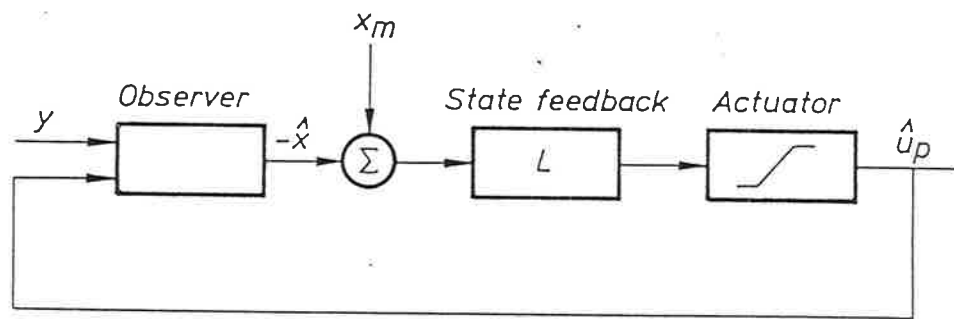 x_m
Observer
State feedback
Actuator
y
-x̂
Σ
L
û_p